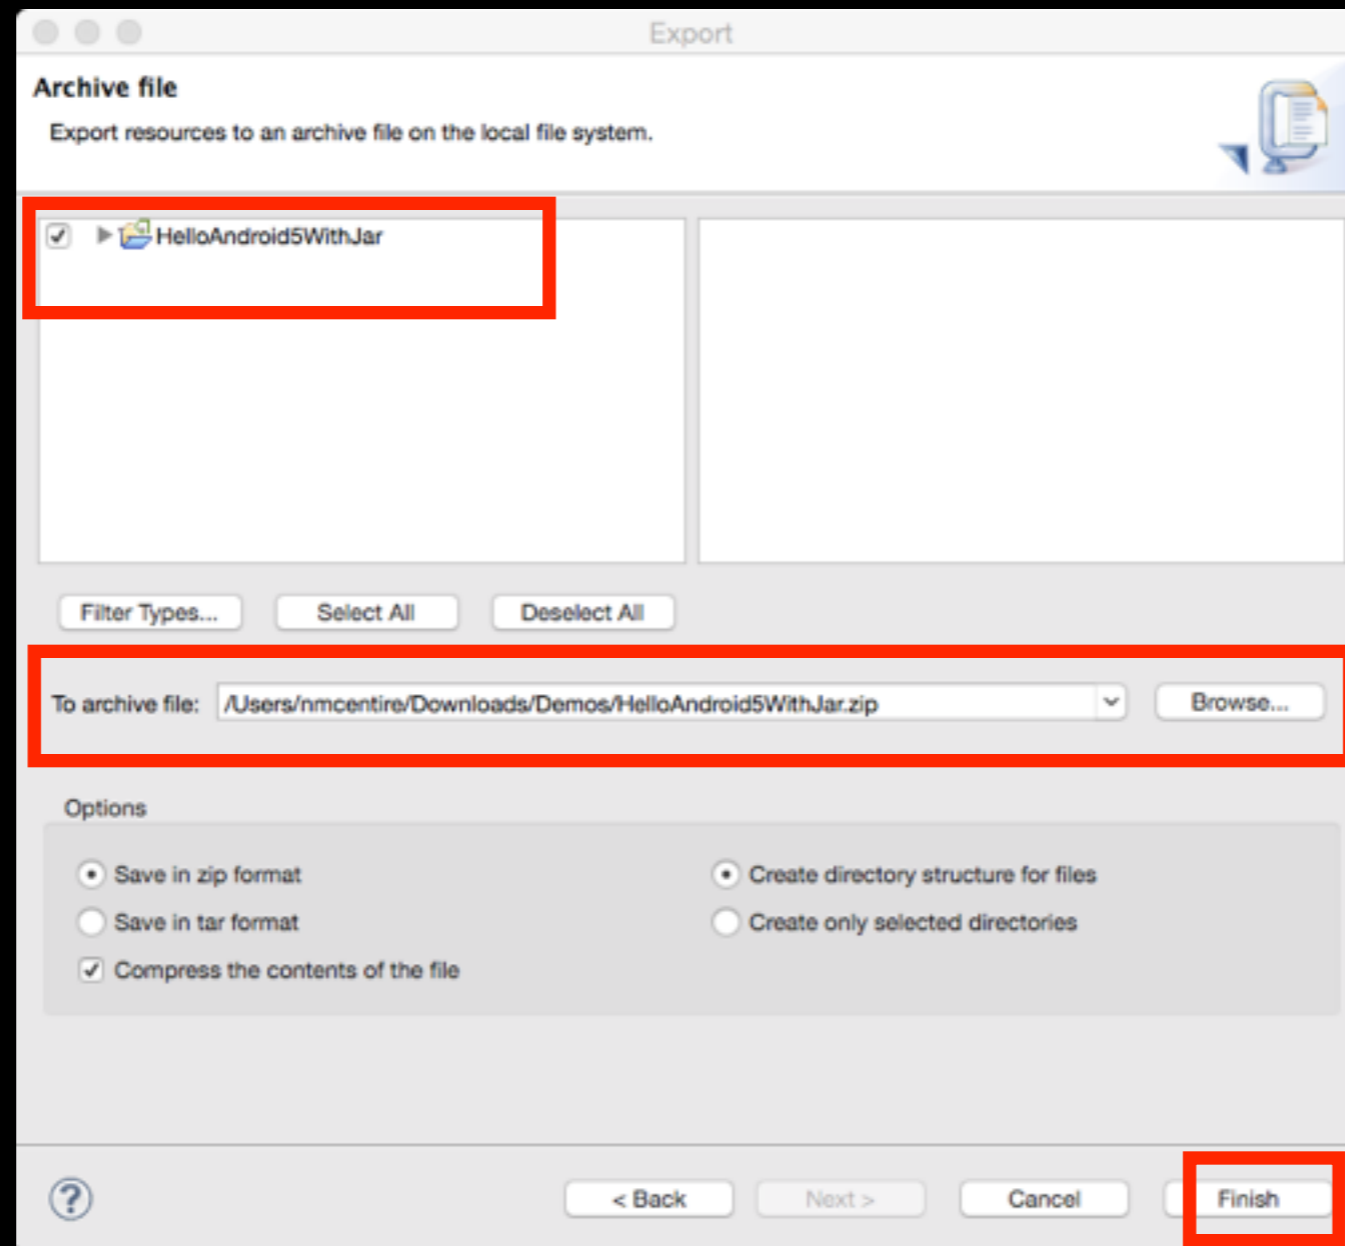 Export
Archive file
Export resources to an archive file on the local file system.
HelloAndroid5WithJar
Filter Types...
Select All
Deselect All
To archive file: /Users/nmcentire/Downloads/Demos/HelloAndroid5WithJar.zip Browse...
Options
Save in zip format
Create directory structure for files
Save in tar format
Create only selected directories
Compress the contents of the file
?
< Back
Next >
Cancel
Finish